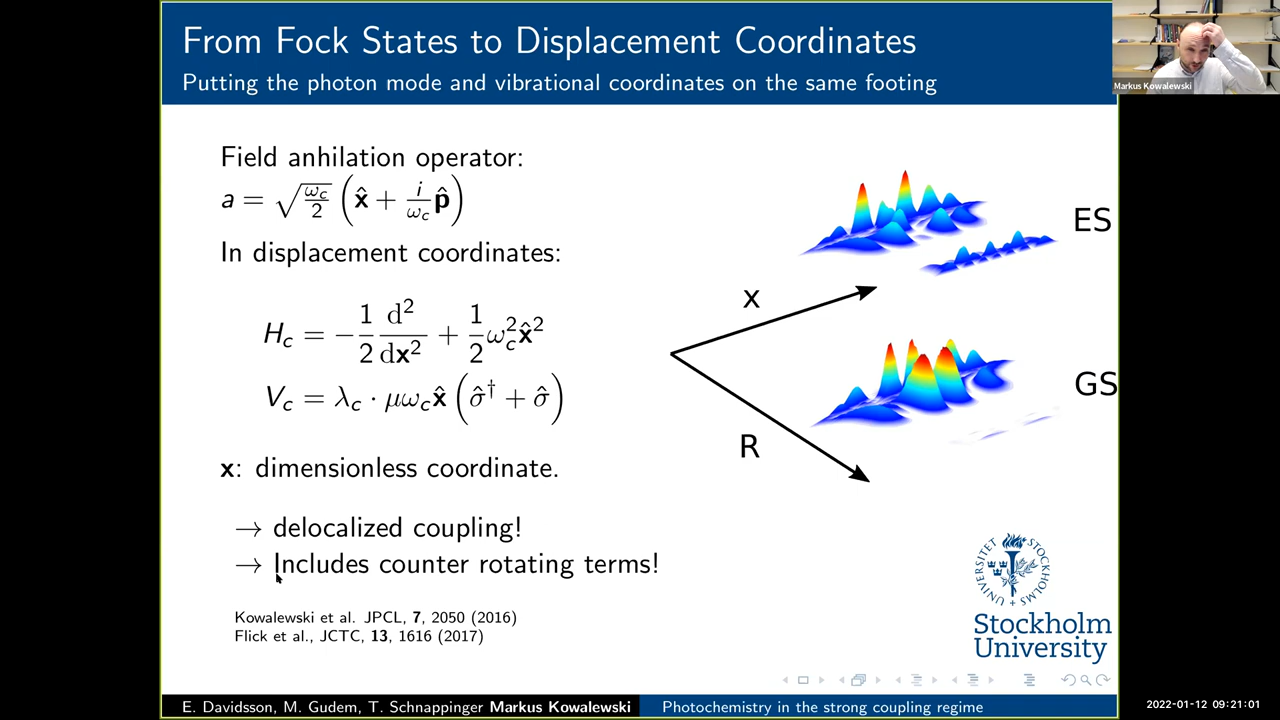 From Fock States to Displacement Coordinates
Putting the photon mode and vibrational coordinates on the same footing
Markus Kowalewski
Field anhilation operator:
a = √(ω_c/2) (x̂ + i/ω_c p̂)
In displacement coordinates:
H_c = −1/2 d²/dx² + 1/2 ω_c² x̂²
V_c = λ_c · μω_c x̂ (σ̂† + σ̂)
x: dimensionless coordinate.
→ delocalized coupling!
→ Includes counter rotating terms!
Kowalewski et al. JPCL, 7, 2050 (2016)
Flick et al., JCTC, 13, 1616 (2017)
ES
x
GS
R
STOCKHOLMS UNIVERSITET
Stockholm
University
E. Davidsson, M. Gudem, T. Schnappinger Markus Kowalewski
Photochemistry in the strong coupling regime
2022-01-12 09:21:01